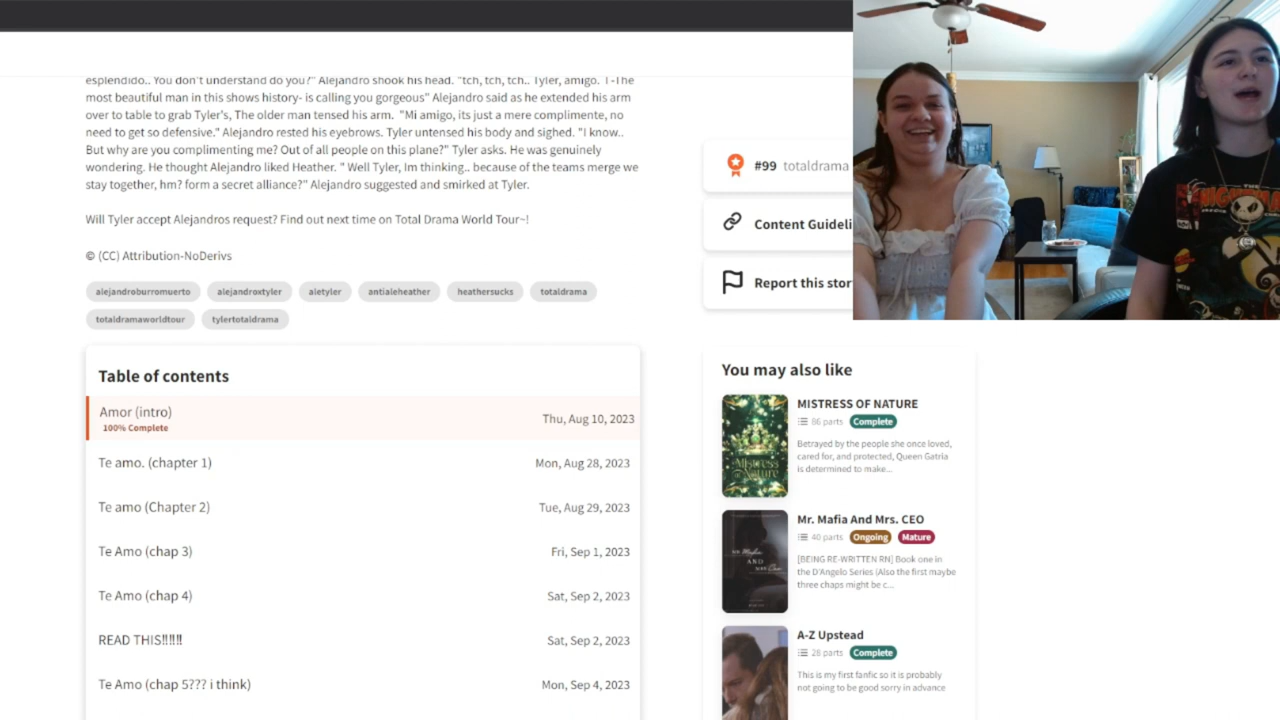 esplendido.. You don't understand do you?" Alejandro shook his head. "tch, tch, tch.. Tyler, amigo. T-The
most beautiful man in this shows history- is calling you gorgeous" Alejandro said as he extended his arm
over to table to grab Tyler's, The older man tensed his arm. "Mi amigo, its just a mere complimente, no
need to get so defensive." Alejandro rested his eyebrows. Tyler untensed his body and sighed. "I know..
But why are you complimenting me? Out of all people on this plane?" Tyler asks. He was genuinely
wondering. He thought Alejandro liked Heather. " Well Tyler, Im thinking.. because of the teams merge we
stay together, hm? form a secret alliance?" Alejandro suggested and smirked at Tyler.
Will Tyler accept Alejandros request? Find out next time on Total Drama World Tour~!
© (CC) Attribution-NoDerivs
alejandroburromuerto alejandroxtyler aletyler antialeheather heathersucks totaldrama
totaldramaworldtour tylertotaldrama
Table of contents
Amor (intro) Thu, Aug 10, 2023
100% Complete
Te amo. (chapter 1) Mon, Aug 28, 2023
Te amo (Chapter 2) Tue, Aug 29, 2023
Te Amo (chap 3) Fri, Sep 1, 2023
Te Amo (chap 4) Sat, Sep 2, 2023
READ THIS!!!!!! Sat, Sep 2, 2023
Te Amo (chap 5??? i think) Mon, Sep 4, 2023
#99 totaldrama
Content Guideli
Report this stor
THE
You may also like
MISTRESS OF NATURE
86 parts Complete
Betrayed by the people she once loved,
cared for, and protected, Queen Gatria
is determined to make...
Mistress
of Nature
Mr. Mafia And Mrs. CEO
40 parts Ongoing Mature
[BEING RE-WRITTEN RN] Book one in
the D'Angelo Series (Also the first maybe
three chaps might be c...
AND
A-Z Upstead
28 parts Complete
This is my first fanfic so it is probably
not going to be good sorry in advance